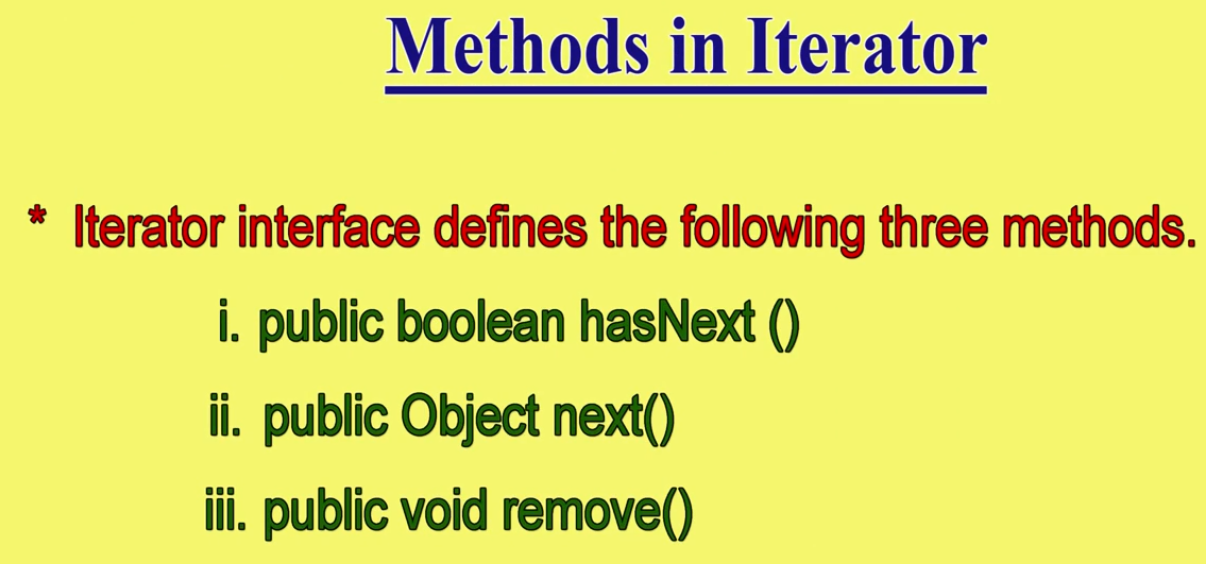 Methods in Iterator
* Iterator interface defines the following three methods.
i. public boolean hasNext ()
ii. public Object next()
iii. public void remove()